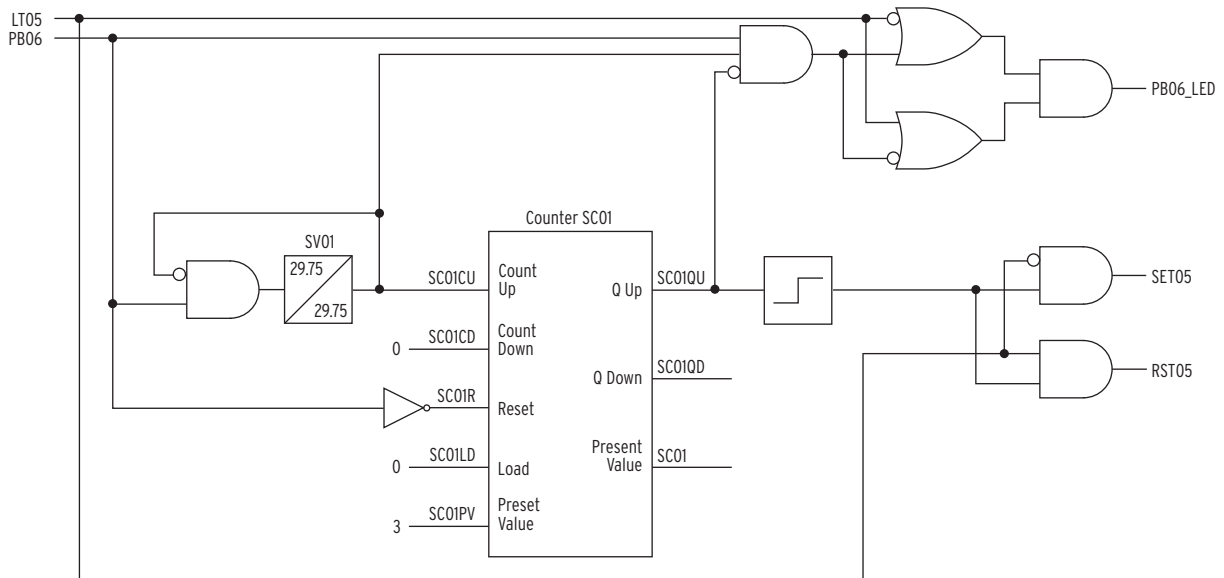 LT05
PB06
PB06_LED
Counter SC01
SV01
29.75
29.75
SC01CU
Count
Up
Q Up
SC01QU
SET05
0
SC01CD
Count
Down
Q Down
SC01QD
RST05
SC01R
Reset
0
SC01LD
Load
Present
Value
SC01
3
SC01PV
Preset
Value